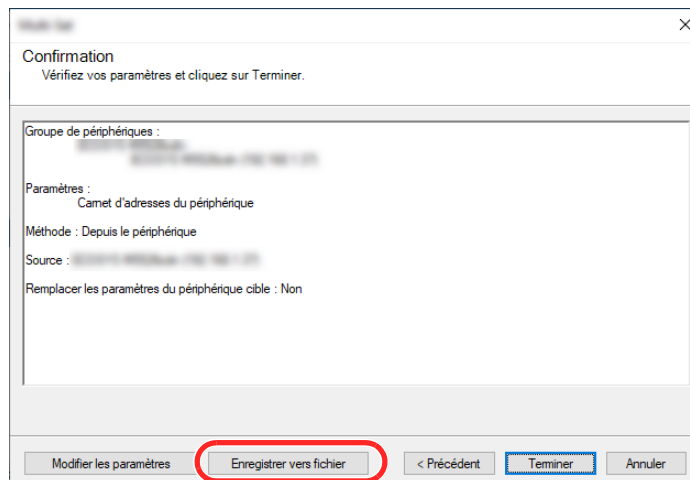 Confirmation
Vérifiez vos paramètres et cliquez sur Terminer.
Groupe de périphériques :
Paramètres :
Carnet d'adresses du périphérique
Méthode : Depuis le périphérique
Source :
Remplacer les paramètres du périphérique cible : Non
Modifier les paramètres Enregistrer vers fichier < Précédent Terminer Annuler